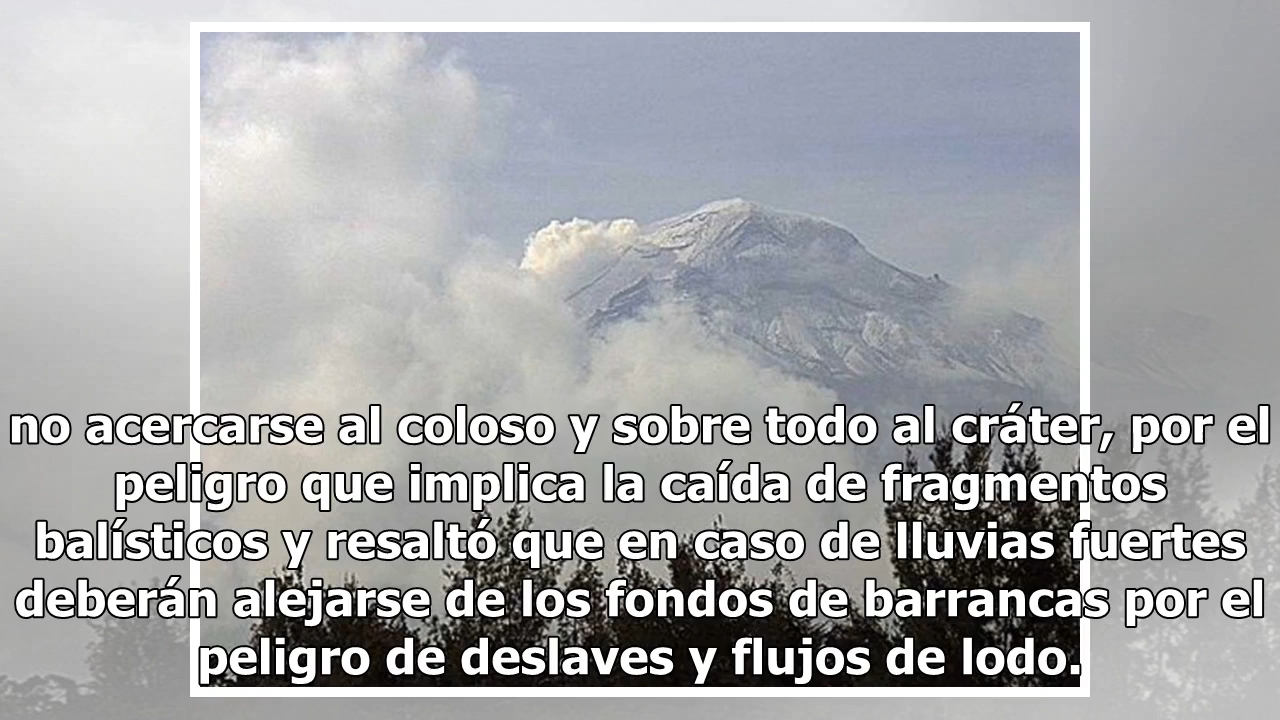 no acercarse al coloso y sobre todo al cráter, por el
peligro que implica la caída de fragmentos
balísticos y resaltó que en caso de lluvias fuertes
deberán alejarse de los fondos de barrancas por el
peligro de deslaves y flujos de lodo.